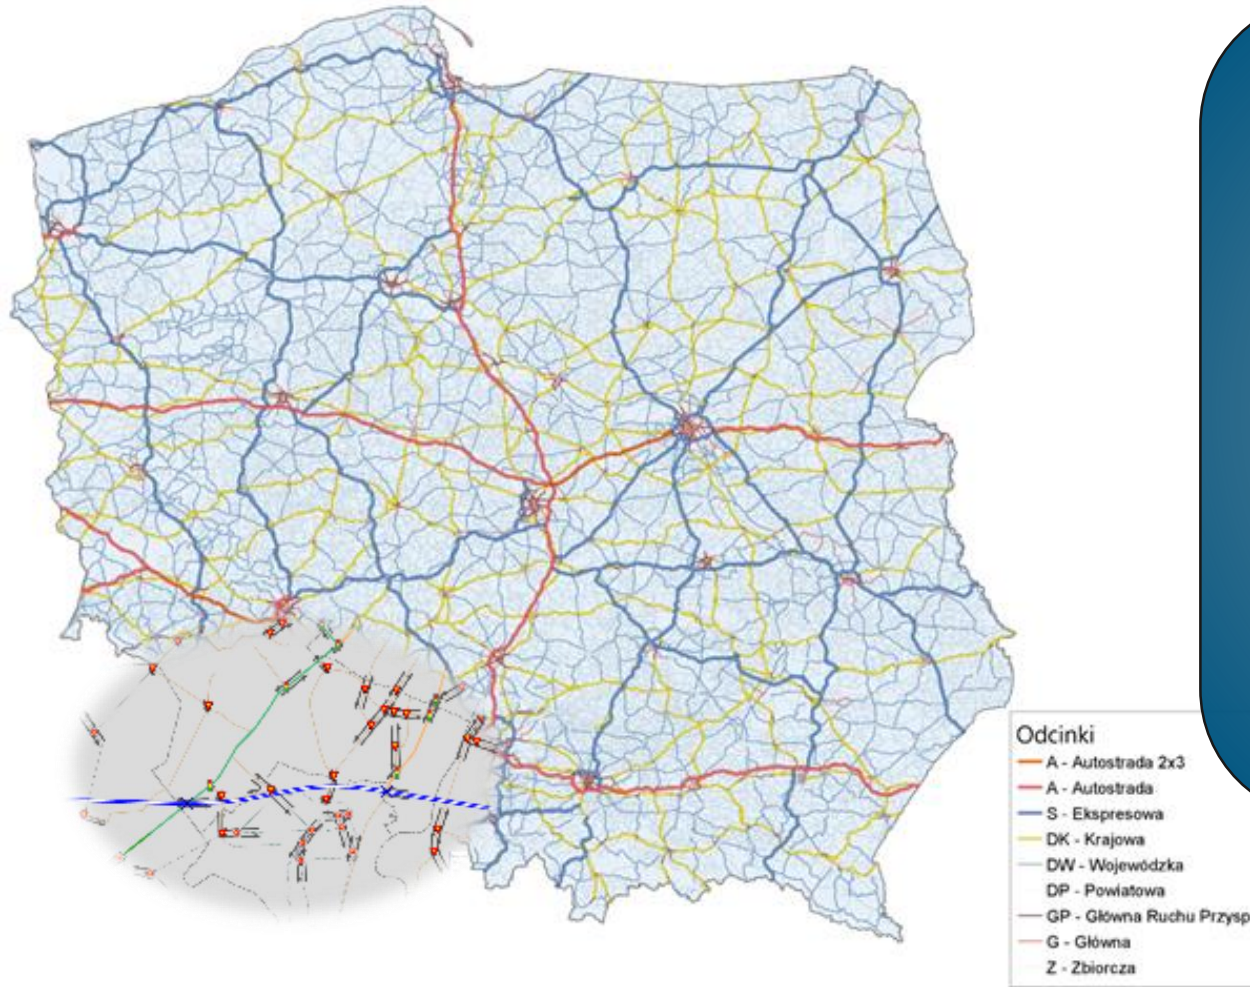 Odcinki
A - Autostrada 2x3
A - Autostrada
S - Ekspresowa
DK - Krajowa
DW - Wojewódzka
DP - Powiatowa
GP - Główna Ruchu Przysp
G - Główna
Z - Zbiorcza